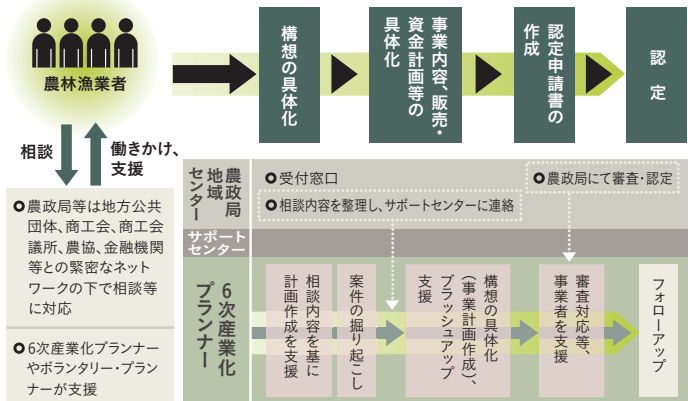 農林漁業者
構想の具体化
事業内容、販売・
資金計画等の
具体化
認定申請書の
作成
認定
相談
働きかけ、
支援
農政局等は地方公共
団体、商工会、商工会
議所、農協、金融機関
等との緊密なネット
ワークの下で相談等
に対応
6次産業化プランナー
やボランタリー・プラン
ナーが支援
農政局
地域
センター
受付窓口
相談内容を整理し、サポートセンターに連絡
農政局にて審査・認定
サポート
センター
6次産業化
プランナー
相談内容を基に
計画作成を支援
案件の掘り起こし
構想の具体化
（事業計画作成）、
ブラッシュアップ
支援
審査対応等、
事業者を支援
フォローアップ